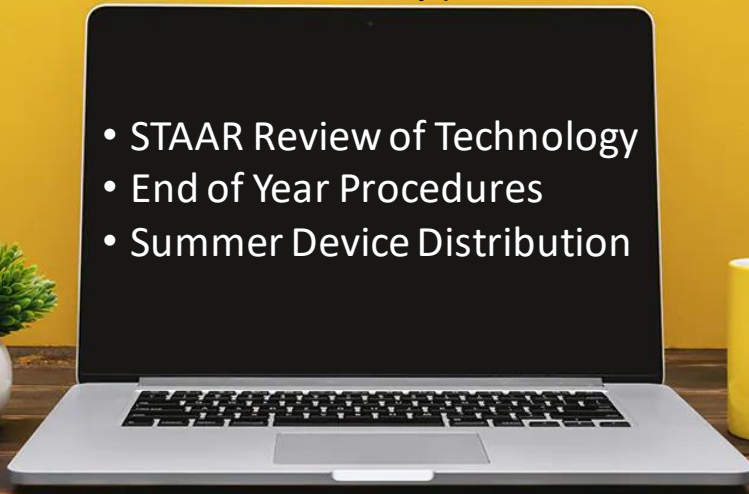 • STAAR Review of Technology
• End of Year Procedures
• Summer Device Distribution